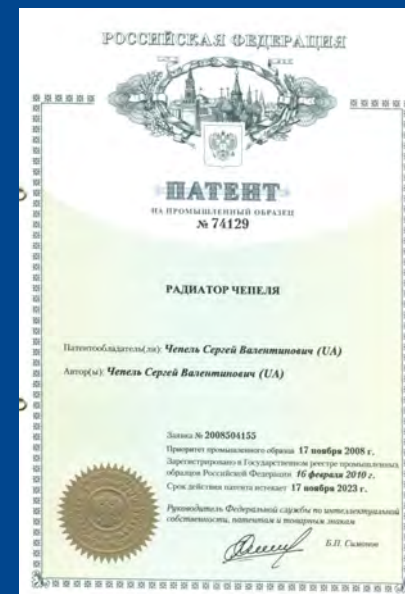 РОССИЙСКАЯ ФЕДЕРАЦИЯ
ПАТЕНТ
НА ПРОМЫШЛЕННЫЙ ОБРАЗЕЦ
№ 74129
РАДИАТОР ЧЕПЕЛЯ
Патентообладатель(ли): Чепель Сергей Валентинович (UA)
Автор(ы): Чепель Сергей Валентинович (UA)
Заявка № 2008504155
Приоритет промышленного образца 17 ноября 2008 г.
Зарегистрировано в Государственном реестре промышленных
образцов Российской Федерации 16 февраля 2010 г.
Срок действия патента истекает 17 ноября 2023 г.
Руководитель Федеральной службы по интеллектуальной
собственности, патентам и товарным знакам
Б.П. Симонов